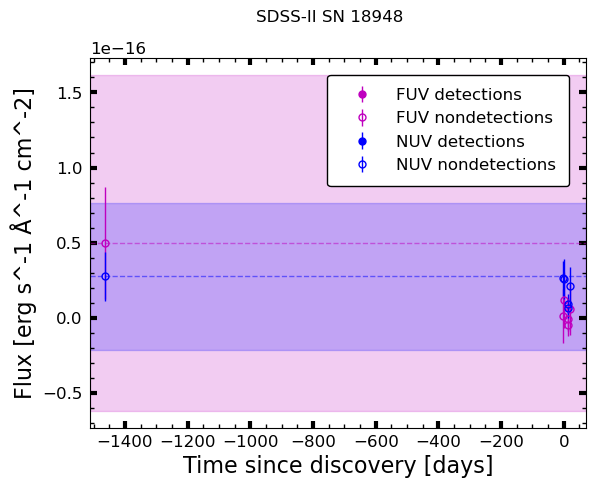 SDSS-II SN 18948
1e−16
1.5
1.0
0.5
0.0
−0.5
Flux [erg s^-1 Å^-1 cm^-2]
FUV detections
FUV nondetections
NUV detections
NUV nondetections
−1400 −1200 −1000 −800 −600 −400 −200 0
Time since discovery [days]